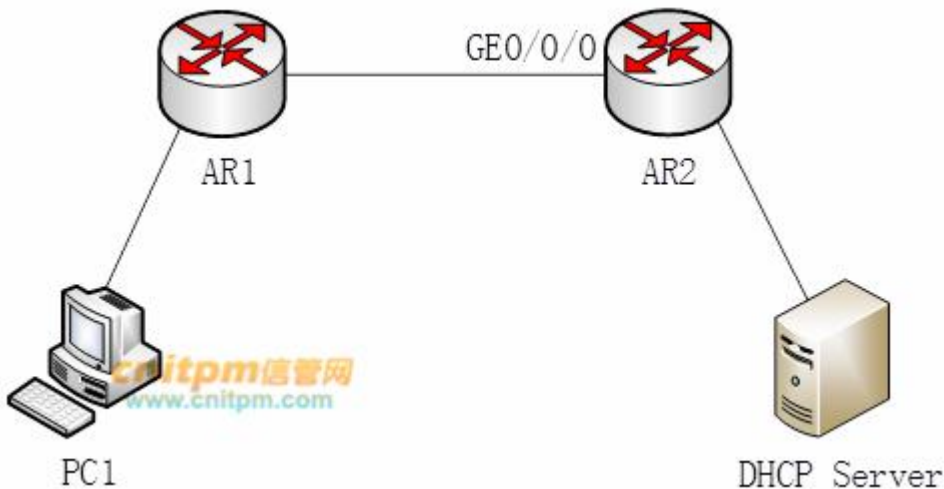 GE0/0/0
AR1
AR2
cnitpm信管网
www.cnitpm.com
PC1
DHCP Server